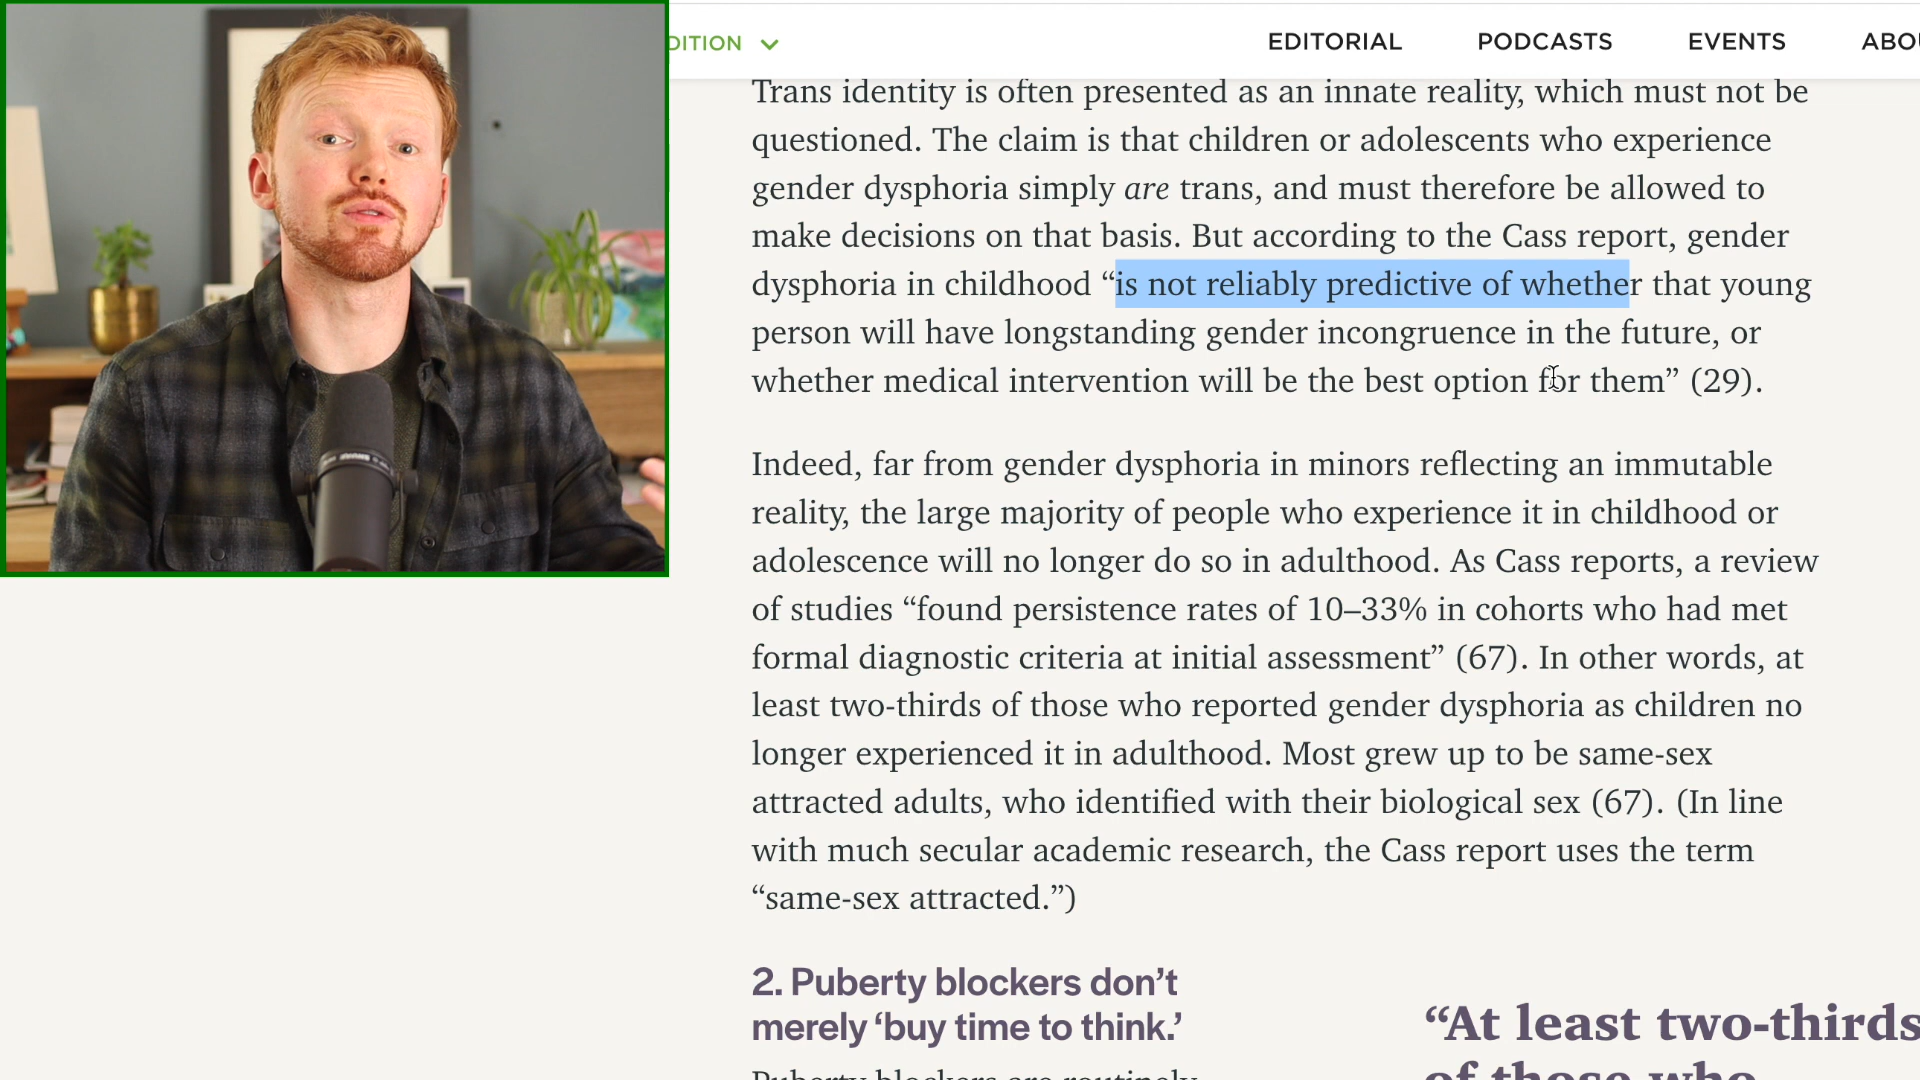 DITION
EDITORIAL PODCASTS EVENTS ABOU
Trans identity is often presented as an innate reality, which must not be
questioned. The claim is that children or adolescents who experience
gender dysphoria simply are trans, and must therefore be allowed to
make decisions on that basis. But according to the Cass report, gender
dysphoria in childhood “is not reliably predictive of whether that young
person will have longstanding gender incongruence in the future, or
whether medical intervention will be the best option for them” (29).
Indeed, far from gender dysphoria in minors reflecting an immutable
reality, the large majority of people who experience it in childhood or
adolescence will no longer do so in adulthood. As Cass reports, a review
of studies “found persistence rates of 10–33% in cohorts who had met
formal diagnostic criteria at initial assessment” (67). In other words, at
least two-thirds of those who reported gender dysphoria as children no
longer experienced it in adulthood. Most grew up to be same-sex
attracted adults, who identified with their biological sex (67). (In line
with much secular academic research, the Cass report uses the term
“same-sex attracted.”)
2. Puberty blockers don’t
merely ‘buy time to think.’
Puberty blockers are routinely
“At least two-thirds
of those who